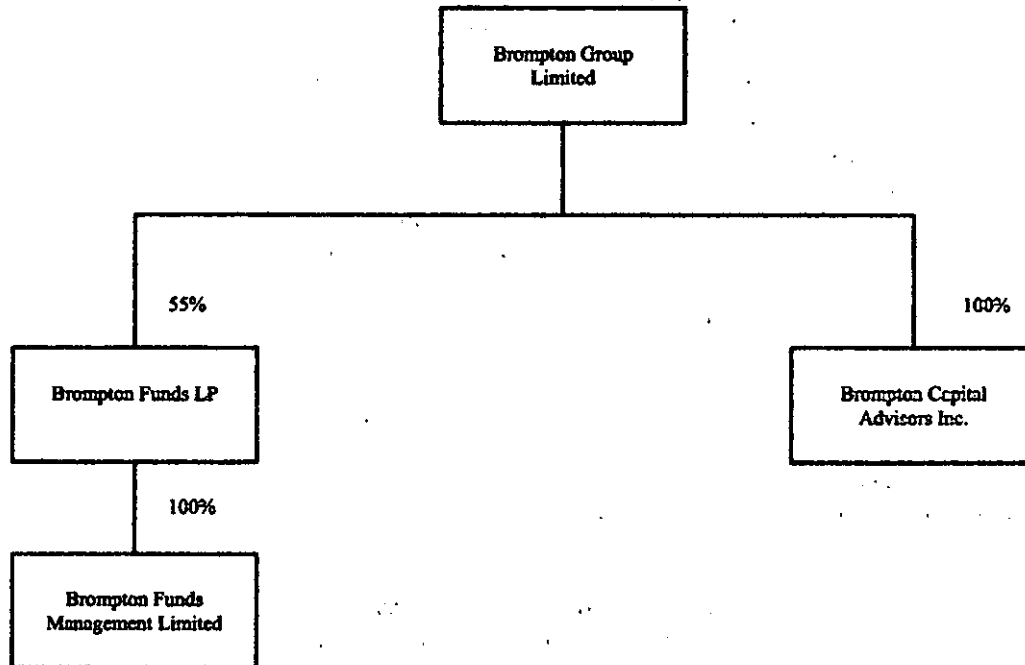 Brompton Group
Limited
55%
100%
Brompton Funds LP
Brompton Capital
Advisors Inc.
100%
Brompton Funds
Management Limited